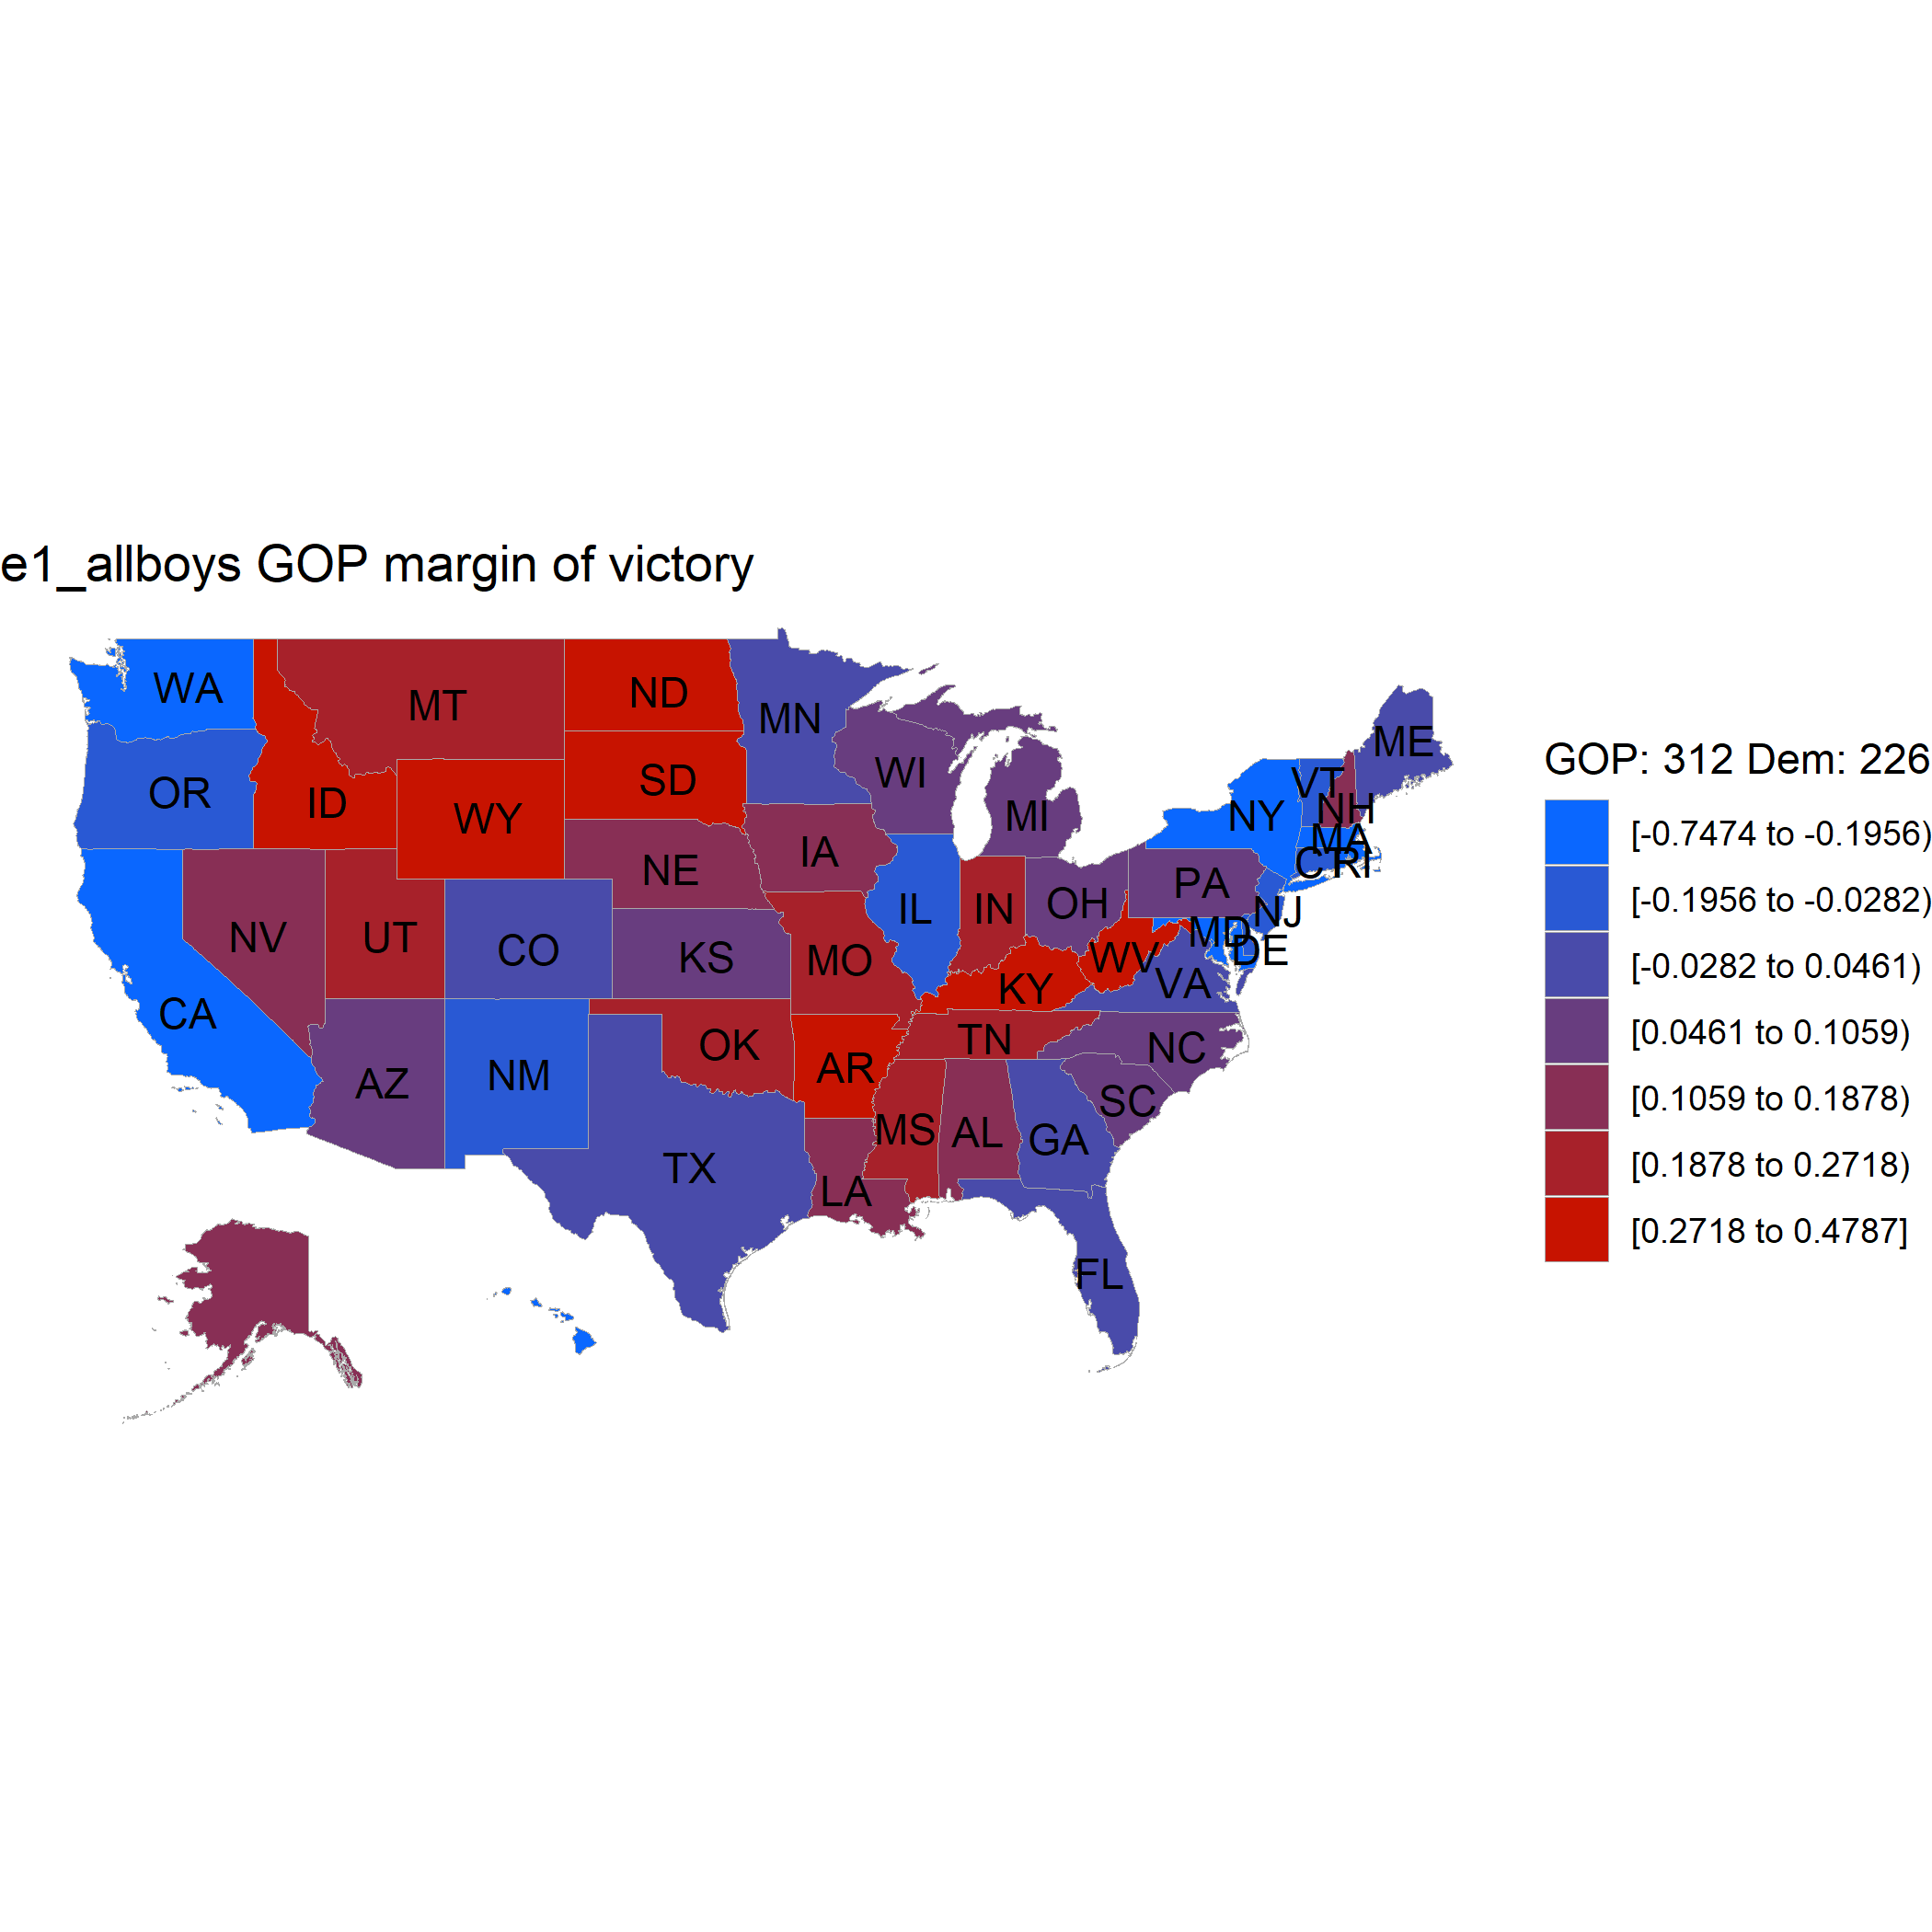 e1_allboys GOP margin of victory
WA
MT
ND
MN
ME
OR
ID
WY
SD
WI
MI
NY
VT
NH
MA
CT
RI
NV
UT
CO
NE
IA
IL
IN
OH
PA
NJ
MD
DE
CA
KS
MO
KY
WV
VA
AZ
NM
OK
AR
TN
NC
SC
TX
LA
MS
AL
GA
FL
GOP: 312 Dem: 226
[-0.7474 to -0.1956)
[-0.1956 to -0.0282)
[-0.0282 to 0.0461)
[0.0461 to 0.1059)
[0.1059 to 0.1878)
[0.1878 to 0.2718)
[0.2718 to 0.4787]